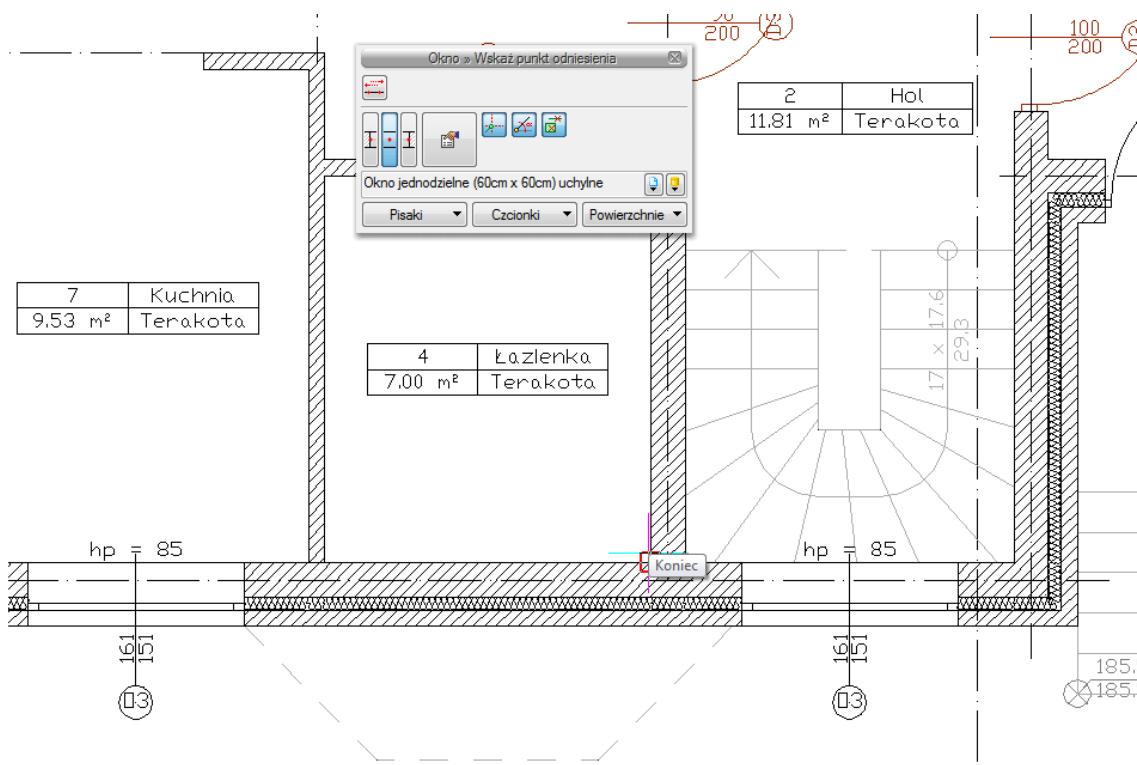 200
100
200
Okno » Wskaż punkt odniesienia
Okno jednodzielne (60cm x 60cm) uchylne
Pisaki
Czcionki
Powierzchnie
2 Hol
11.81 m² Terakota
7 Kuchnia
9.53 m² Terakota
4 Łazienka
7.00 m² Terakota
17 x 17.6
29.3
hp = 85
Koniec
hp = 85
161
151
O3
161
151
O3
185.
185.